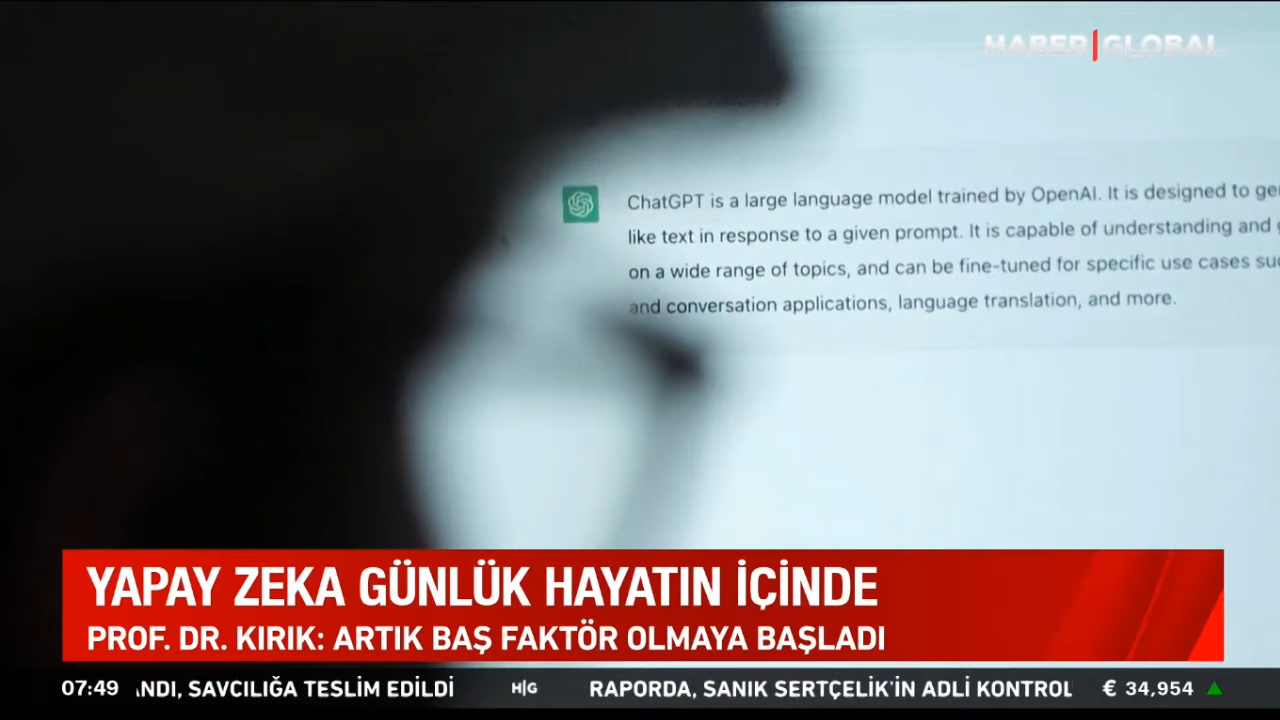 HABER GLOBAL
ChatGPT is a large language model trained by OpenAI. It is designed to
like text in response to a given prompt. It is capable of understanding and
on a wide range of topics, and can be fine-tuned for specific use cases
and conversation applications, language translation, and more.
YAPAY ZEKA GÜNLÜK HAYATIN İÇİNDE
PROF. DR. KIRIK: ARTIK BAŞ FAKTÖR OLMAYA BAŞLADI
07:49 ANDI, SAVCILIĞA TESLİM EDİLDİ H|G RAPORDA, SANIK SERTÇELİK'İN ADLİ KONTROL € 34,954